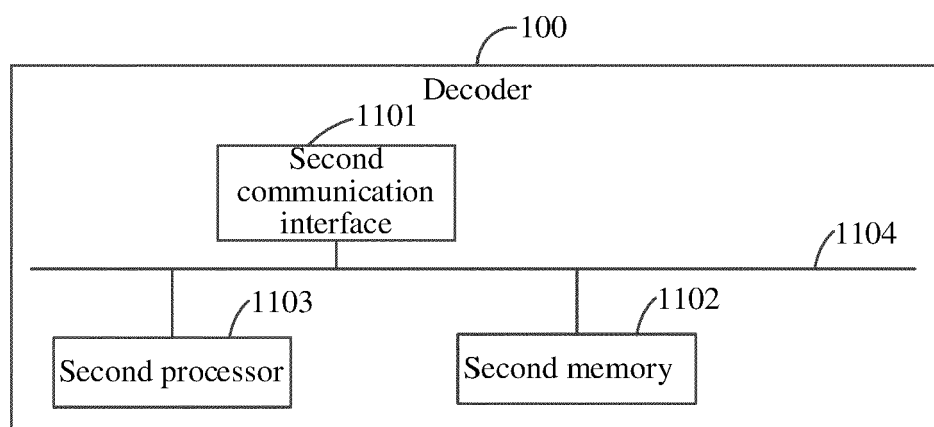 100
Decoder
1101
Second
communication
interface
1104
1103
1102
Second processor
Second memory